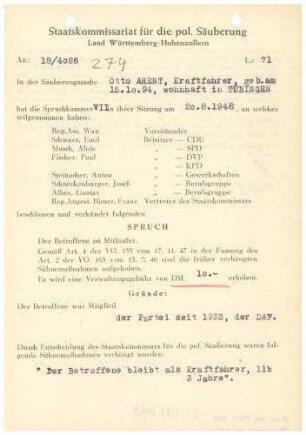 Staatskommissariat für die pol. Säuberung
Land Württemberg-Hohenzollern
Az.: 18/4026 274 L.: 71
In der Säuberungssache Otto ARENT, Kraftfahrer, geb.am
15.10.94, wohnhaft in TÜBINGEN
hat die Spruchkammer VII in ihrer Sitzung am 20.8.1948, an welcher
teilgenommen haben:
Reg.Ass. Wax Vorsitzender
Schwarz, Emil Beisitzer — CDU
Münch, Alois „ — SPD
Fischer, Paul „ — DVP
„ — KPD
Steinacher, Anton „ — Gewerkschaften
Schneckenburger, Josef „ — Berufsgruppe
Alber, Gustav „ — Berufsgruppe
Reg.Angest. Hauer, Franz Vertreter des Staatskommissars
beschlossen und verkündet folgenden
SPRUCH
Der Betroffene ist Mitläufer.
Gemäß Art. 4 der VO. 133 vom 17. 11. 47 in der Fassung des
Art. 2 der VO. 165 vom 13. 7. 48 sind die früher verhängten
Sühnemaßnahmen aufgehoben.
Es wird eine Verwaltungsgebühr von DM 10.- erhoben.
Gründe:
Der Betroffene war Mitglied
der Partei seit 1933, der DAF.
Durch Entscheidung des Staatskommissars für die pol. Säuberung waren fol-
gende Sühnemaßnahmen verhängt worden:
" Der Betroffene bleibt als Kraftfahrer, 11b
3 Jahre".